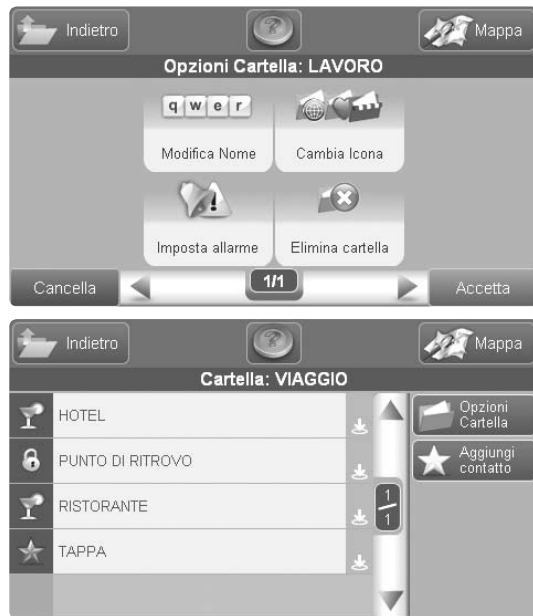 Indietro
Mappa
Opzioni Cartella: LAVORO
q w e r
Modifica Nome
Cambia Icona
Imposta allarme
Elimina cartella
Cancella
1/1
Accetta
Indietro
Mappa
Cartella: VIAGGIO
HOTEL
Opzioni
Cartella
PUNTO DI RITROVO
Aggiungi
contatto
RISTORANTE
1
1
TAPPA